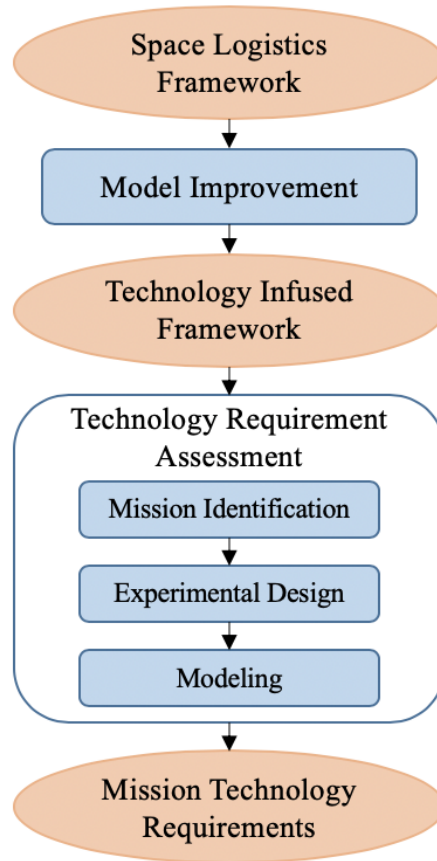 Space Logistics
Framework
Model Improvement
Technology Infused
Framework
Technology Requirement
Assessment
Mission Identification
Experimental Design
Modeling
Mission Technology
Requirements